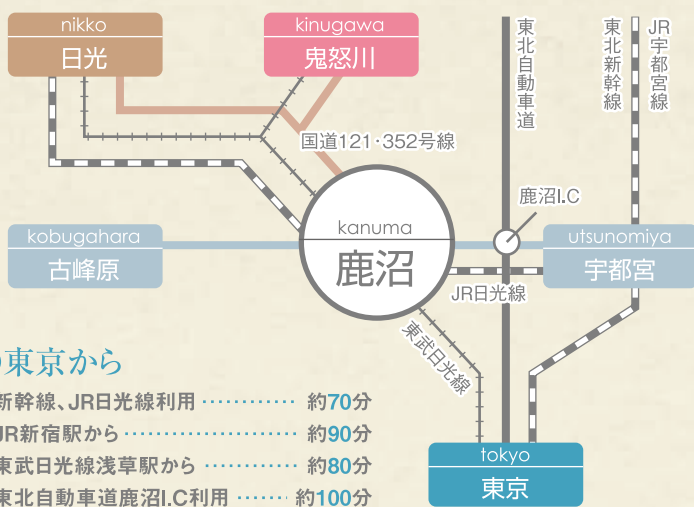 nikko
日光
kinugawa
鬼怒川
東北自動車道
東北新幹線
JR宇都宮線
国道121・352号線
鹿沼I.C
kobugahara
古峰原
kanuma
鹿沼
utsunomiya
宇都宮
JR日光線
東武日光線
東京から
新幹線、JR日光線利用 ………… 約70分
JR新宿駅から ………… 約90分
東武日光線浅草駅から ………… 約80分
東北自動車道鹿沼I.C利用 …… 約100分
tokyo
東京